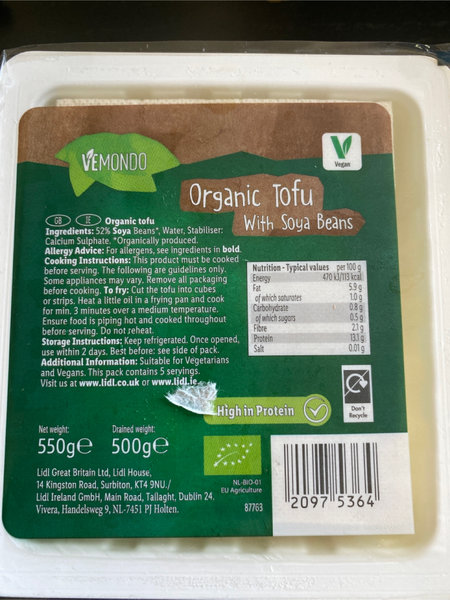 VEMONDO
Vegan
Organic Tofu
With Soya Beans
GB IE Organic tofu
Ingredients: 52% Soya Beans*, Water, Stabiliser:
Calcium Sulphate. *Organically produced.
Allergy Advice: For allergens, see ingredients in bold.
Cooking Instructions: This product must be cooked
before serving. The following are guidelines only.
Some appliances may vary. Remove all packaging
before cooking. To fry: Cut the tofu into cubes
or strips. Heat a little oil in a frying pan and cook
for min. 3 minutes over a medium temperature.
Ensure food is piping hot and cooked throughout
before serving. Do not reheat.
Storage Instructions: Keep refrigerated. Once opened,
use within 2 days. Best before: see side of pack.
Additional Information: Suitable for Vegetarians
and Vegans. This pack contains 5 servings.
Visit us at www.lidl.co.uk or www.lidl.ie
Nutrition - Typical values per 100 g
Energy 470 kJ/113 kcal
Fat 5.9 g
of which saturates 1.0 g
Carbohydrate 0.8 g
of which sugars 0.5 g
Fibre 2.1 g
Protein 13.1 g
Salt 0.01 g
Don't
Recycle
High in Protein
Net weight: Drained weight:
550g℮ 500g℮
NL-BIO-01
EU Agriculture
Lidl Great Britain Ltd, Lidl House,
14 Kingston Road, Surbiton, KT4 9NU./
Lidl Ireland GmbH, Main Road, Tallaght, Dublin 24.
Vivera, Handelsweg 9, NL-7451 PJ Holten.
87763
2097 5364